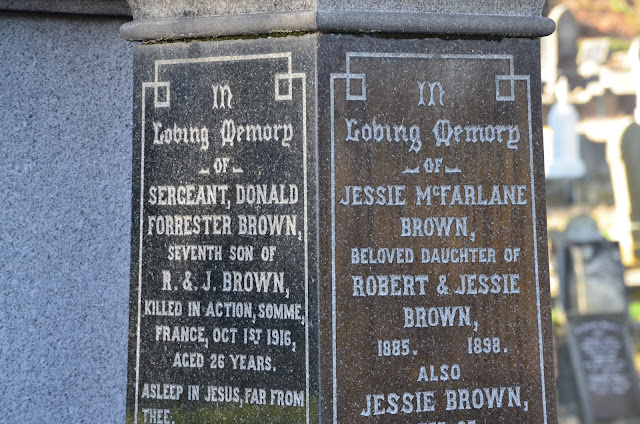 In
Loving Memory
OF
SERGEANT, DONALD
FORRESTER BROWN,
SEVENTH SON OF
R. & J. BROWN,
KILLED IN ACTION, SOMME,
FRANCE, OCT 1ST 1916,
AGED 26 YEARS.
ASLEEP IN JESUS, FAR FROM
THEE.
In
Loving Memory
OF
JESSIE McFARLANE
BROWN,
BELOVED DAUGHTER OF
ROBERT & JESSIE
BROWN,
1885. 1898.
ALSO
JESSIE BROWN,
OF